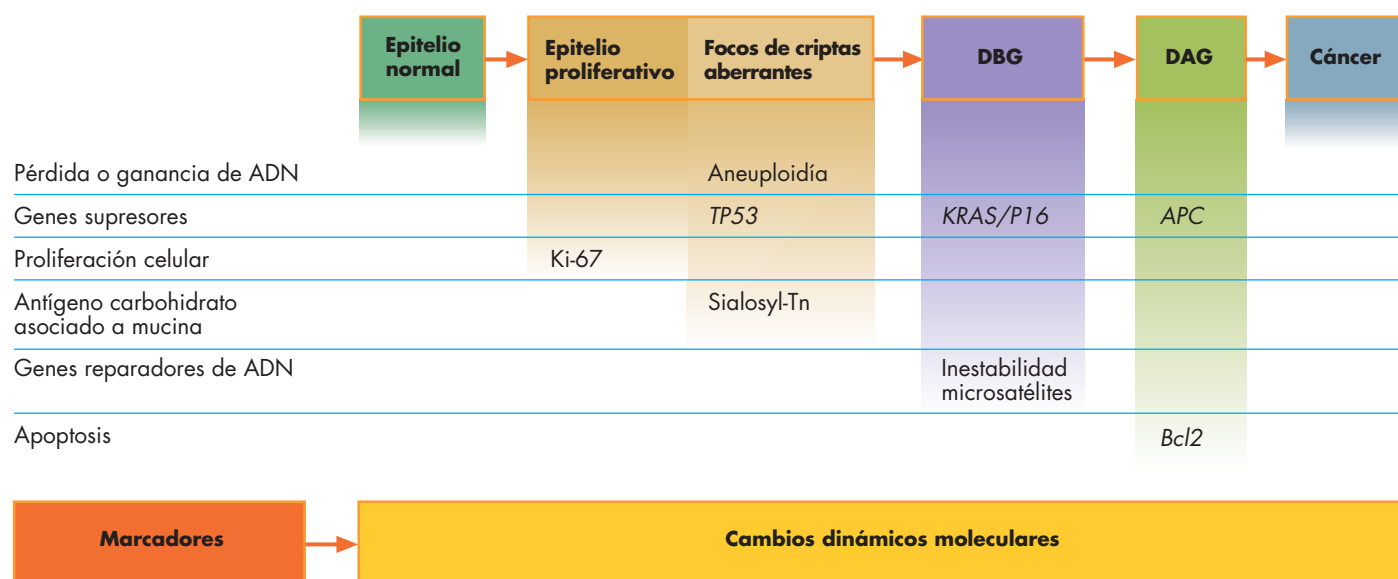 Epitelio
normal
Epitelio
proliferativo
Focos de criptas
aberrantes
DBG
DAG
Cáncer
Pérdida o ganancia de ADN
Aneuploidía
Genes supresores
TP53
KRAS/P16
APC
Proliferación celular
Ki-67
Antígeno carbohidrato
asociado a mucina
Sialosyl-Tn
Genes reparadores de ADN
Inestabilidad
microsatélites
Apoptosis
Bcl2
Marcadores
Cambios dinámicos moleculares